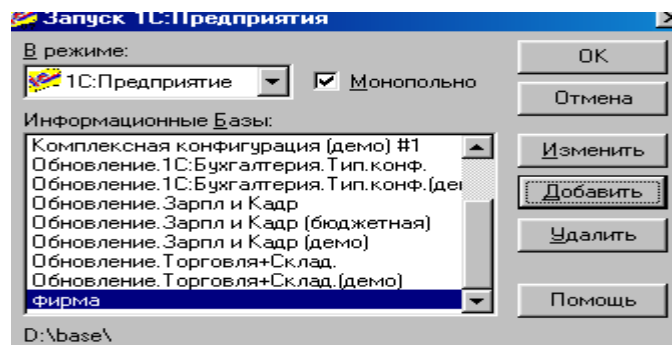 Запуск 1С:Предприятия
В режиме:
1С:Предприятие
Монопольно
Информационные Базы:
Комплексная конфигурация (демо) #1
Обновление.1С:Бухгалтерия.Тип.конф.
Обновление.1С:Бухгалтерия.Тип.конф.(де
Обновление.Зарпл и Кадр
Обновление.Зарпл и Кадр (бюджетная)
Обновление.Зарпл и Кадр (демо)
Обновление.Торговля+Склад.
Обновление.Торговля+Склад.(демо)
фирма
D:\base\
OK
Отмена
Изменить
Добавить
Удалить
Помощь